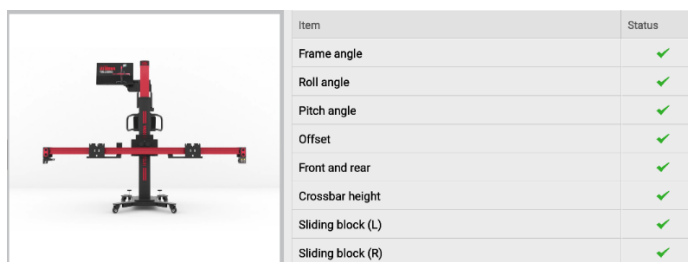 Item Status
Frame angle
Roll angle
Pitch angle
Offset
Front and rear
Crossbar height
Sliding block (L)
Sliding block (R)